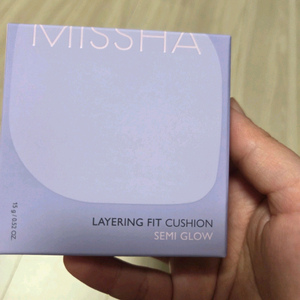 MISSHA
LAYERING FIT CUSHION
SEMI GLOW
15 g / 0.52 OZ.